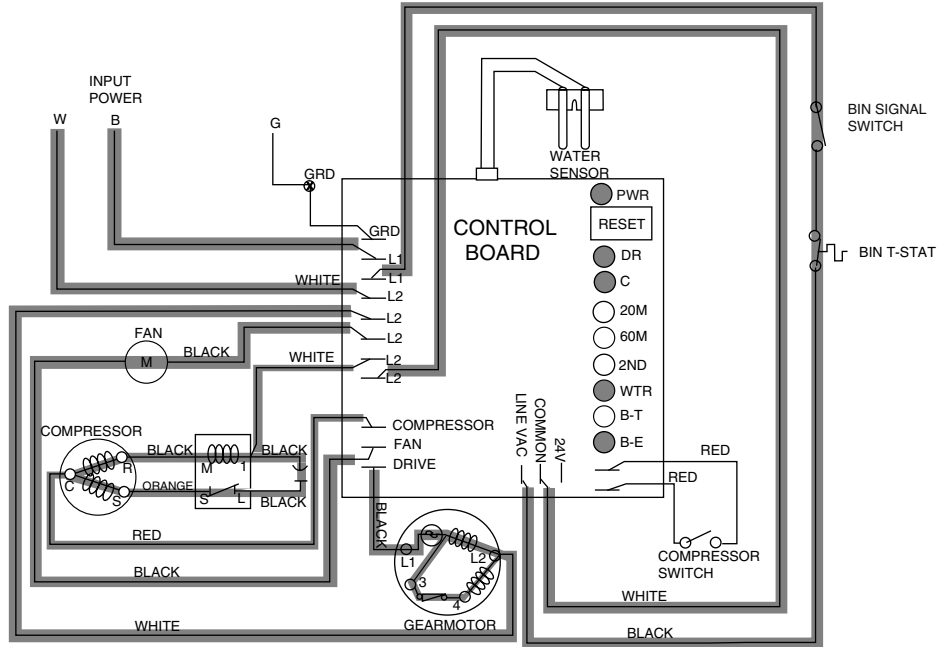 INPUT
POWER
W
B
G
GRD
WATER
SENSOR
BIN SIGNAL
SWITCH
BIN T-STAT
CONTROL
BOARD
PWR
RESET
DR
C
20M
60M
2ND
WTR
B-T
B-E
GRD
L1
L1
WHITE
L2
L2
L2
FAN
M
BLACK
WHITE
L2
L2
COMPRESSOR
FAN
DRIVE
LINE VAC
COMMON
24V
RED
RED
COMPRESSOR
SWITCH
COMPRESSOR
R
C
S
BLACK
ORANGE
M
1
S
L
BLACK
BLACK
RED
BLACK
WHITE
BLACK
L1
L2
3
4
GEARMOTOR
WHITE
BLACK